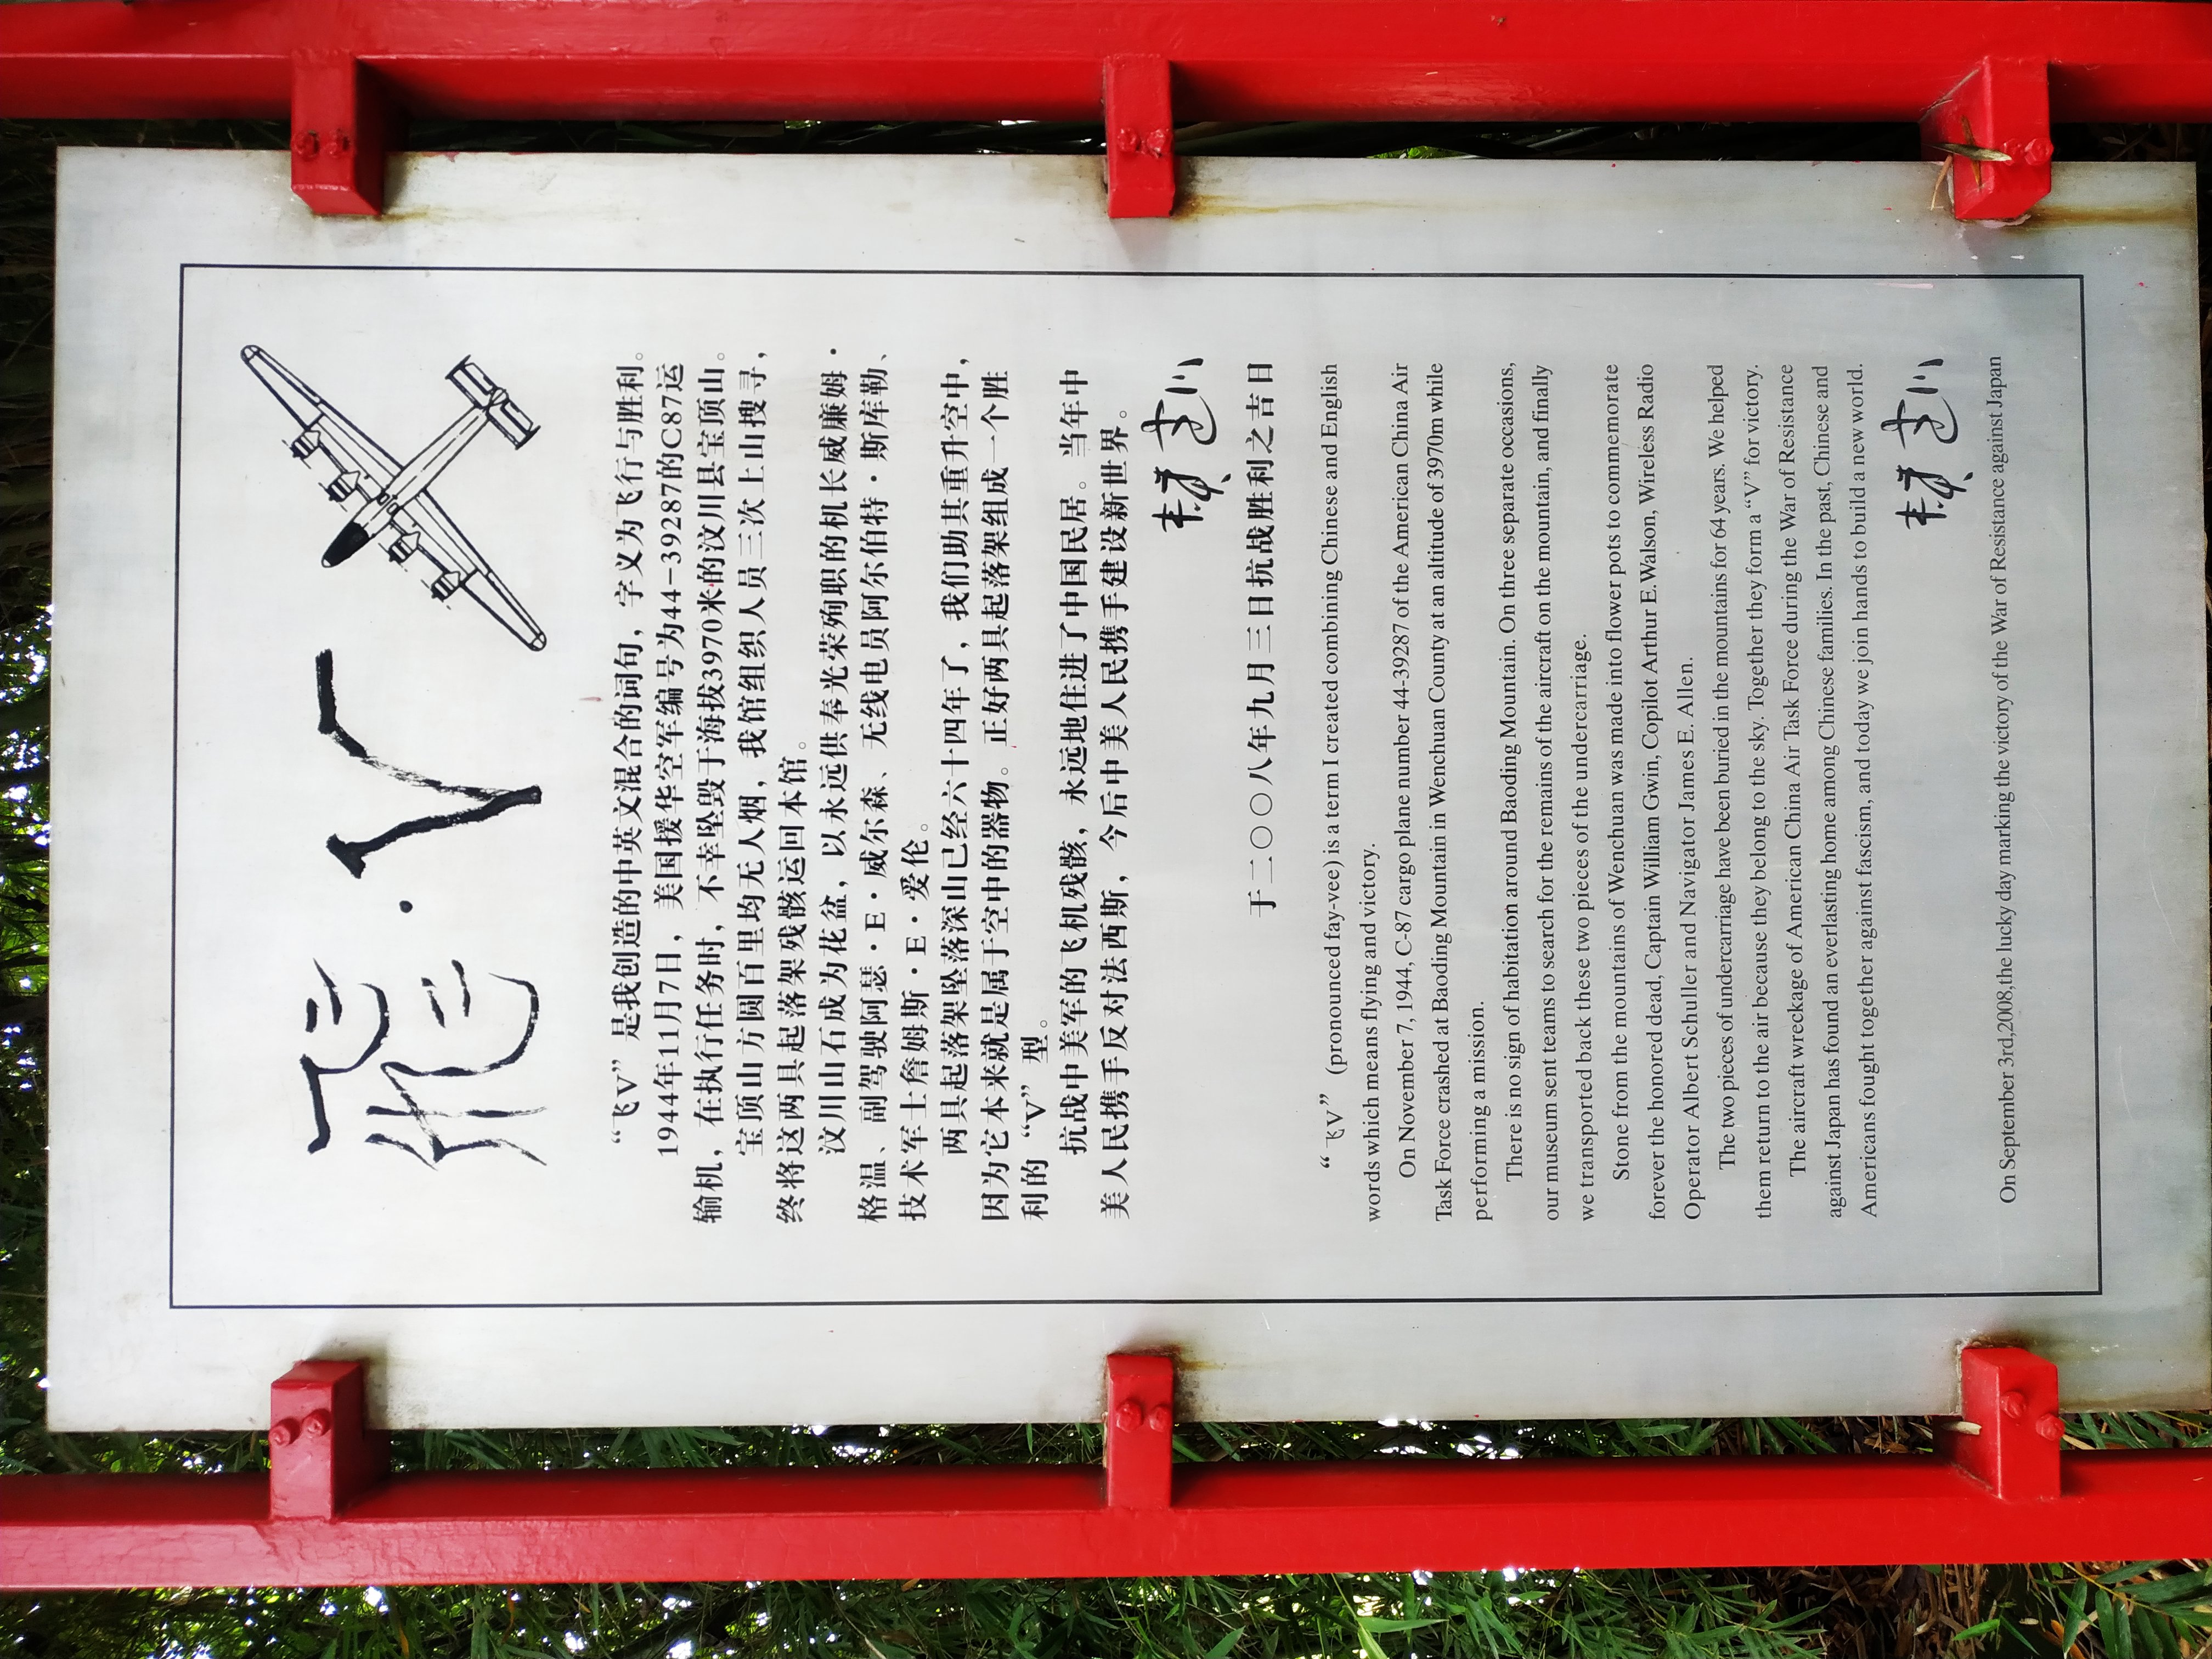 飛·V
“飞V”是我创造的中英文混合的词句，字义为飞行与胜利。
1944年11月7日，美国援华空军编号为44-39287的C87运
输机，在执行任务时，不幸坠毁于海拔3970米的汶川县宝顶山。
宝顶山方圆百里均无人烟，我馆组织人员三次上山搜寻，
终将这两具起落架残骸运回本馆。
汶川山石成为花盆，以永远供奉光荣殉职的机长威廉姆·
格温、副驾驶阿瑟·E·威尔森、无线电员阿尔伯特·斯库勒、
技术军士詹姆斯·E·爱伦。
两具起落架坠落深山已经六十四年了，我们助其重升空中，
因为它本来就是属于空中的器物。正好两具起落架组成一个胜
利的“V”型。
抗战中美军的飞机残骸，永远地住进了中国民居。当年中
美人民携手反对法西斯，今后中美人民携手建设新世界。
樊建川
于二〇〇八年九月三日抗战胜利之吉日
“飞V” (pronounced fay-vee) is a term I created combining Chinese and English
words which means flying and victory.
On November 7, 1944, C-87 cargo plane number 44-39287 of the American China Air
Task Force crashed at Baoding Mountain in Wenchuan County at an altitude of 3970m while
performing a mission.
There is no sign of habitation around Baoding Mountain. On three separate occasions,
our museum sent teams to search for the remains of the aircraft on the mountain, and finally
we transported back these two pieces of the undercarriage.
Stone from the mountains of Wenchuan was made into flower pots to commemorate
forever the honored dead, Captain William Gwin, Copilot Arthur E. Walson, Wireless Radio
Operator Albert Schuller and Navigator James E. Allen.
The two pieces of undercarriage have been buried in the mountains for 64 years. We helped
them return to the air because they belong to the sky. Together they form a “V” for victory.
The aircraft wreckage of American China Air Task Force during the War of Resistance
against Japan has found an everlasting home among Chinese families. In the past, Chinese and
Americans fought together against fascism, and today we join hands to build a new world.
樊建川
On September 3rd,2008,the lucky day marking the victory of the War of Resistance against Japan